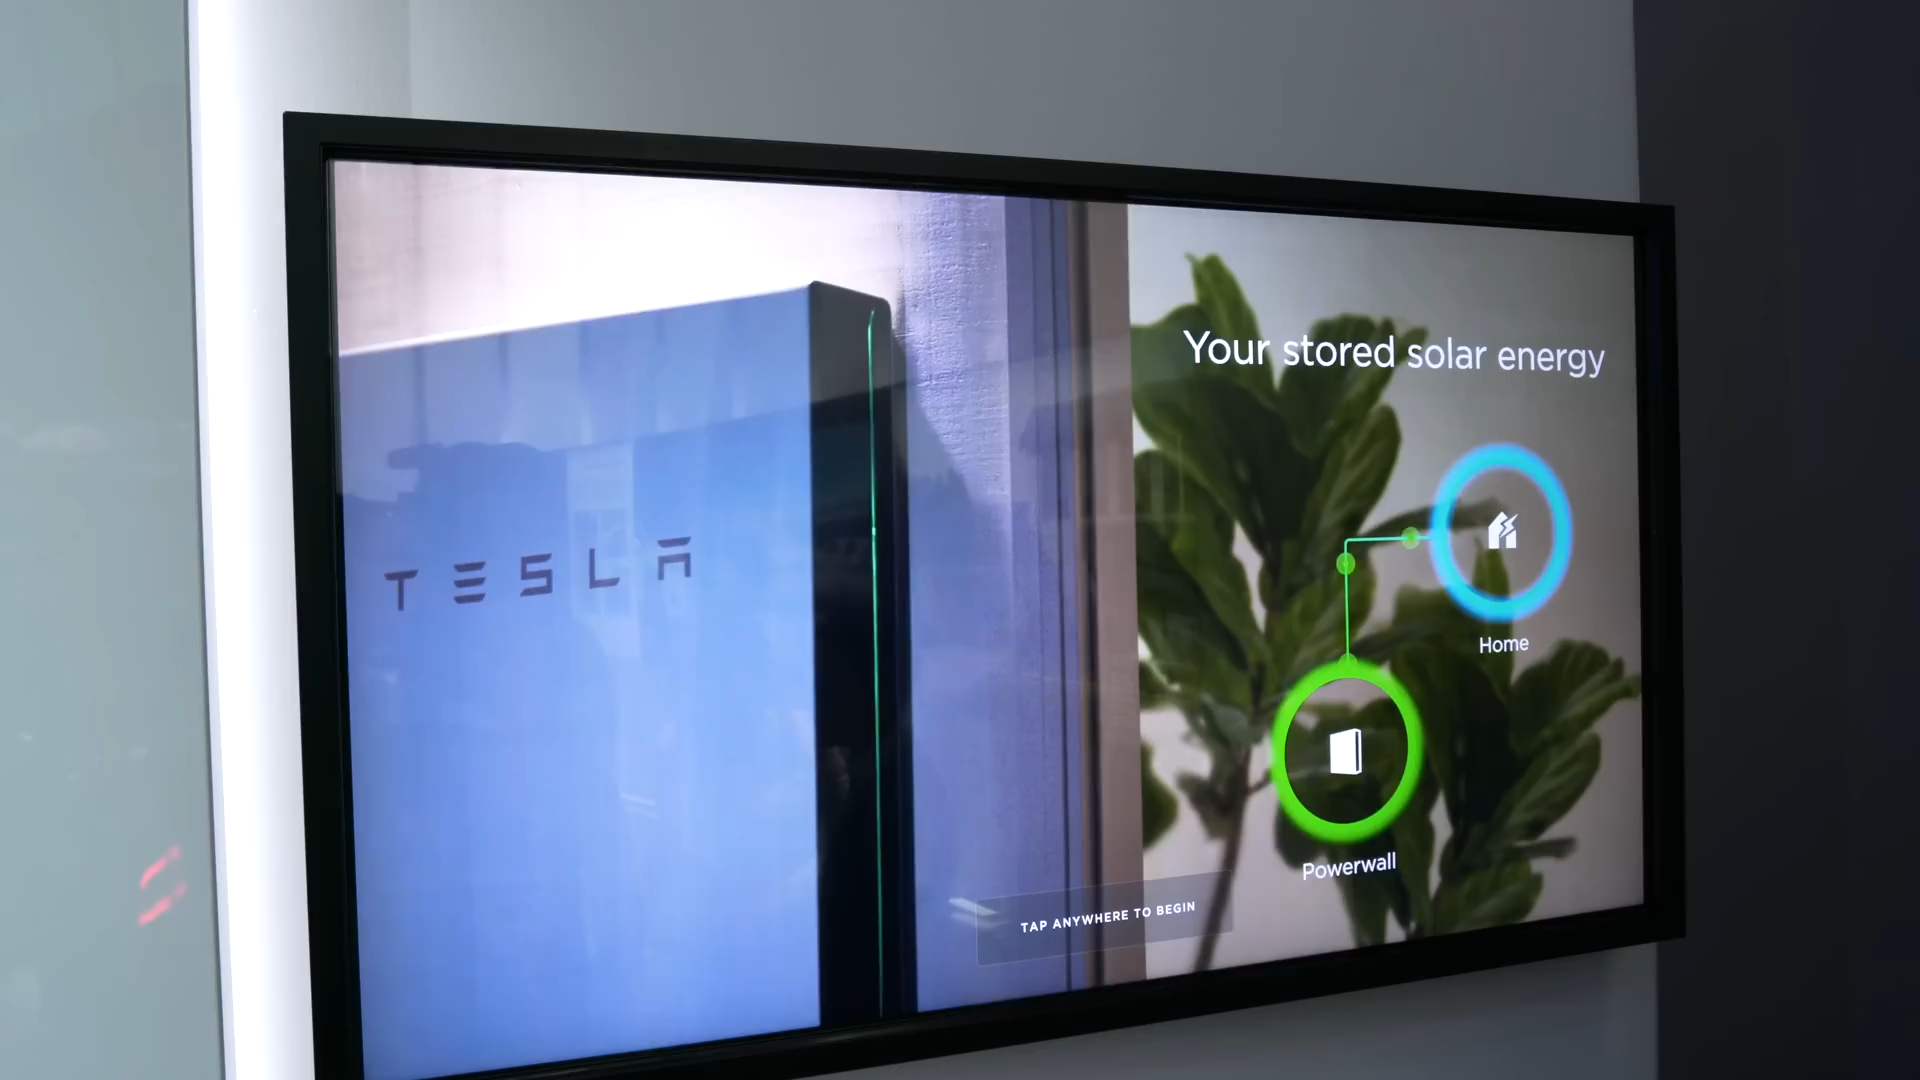 TESLA
Your stored solar energy
Home
Powerwall
TAP ANYWHERE TO BEGIN